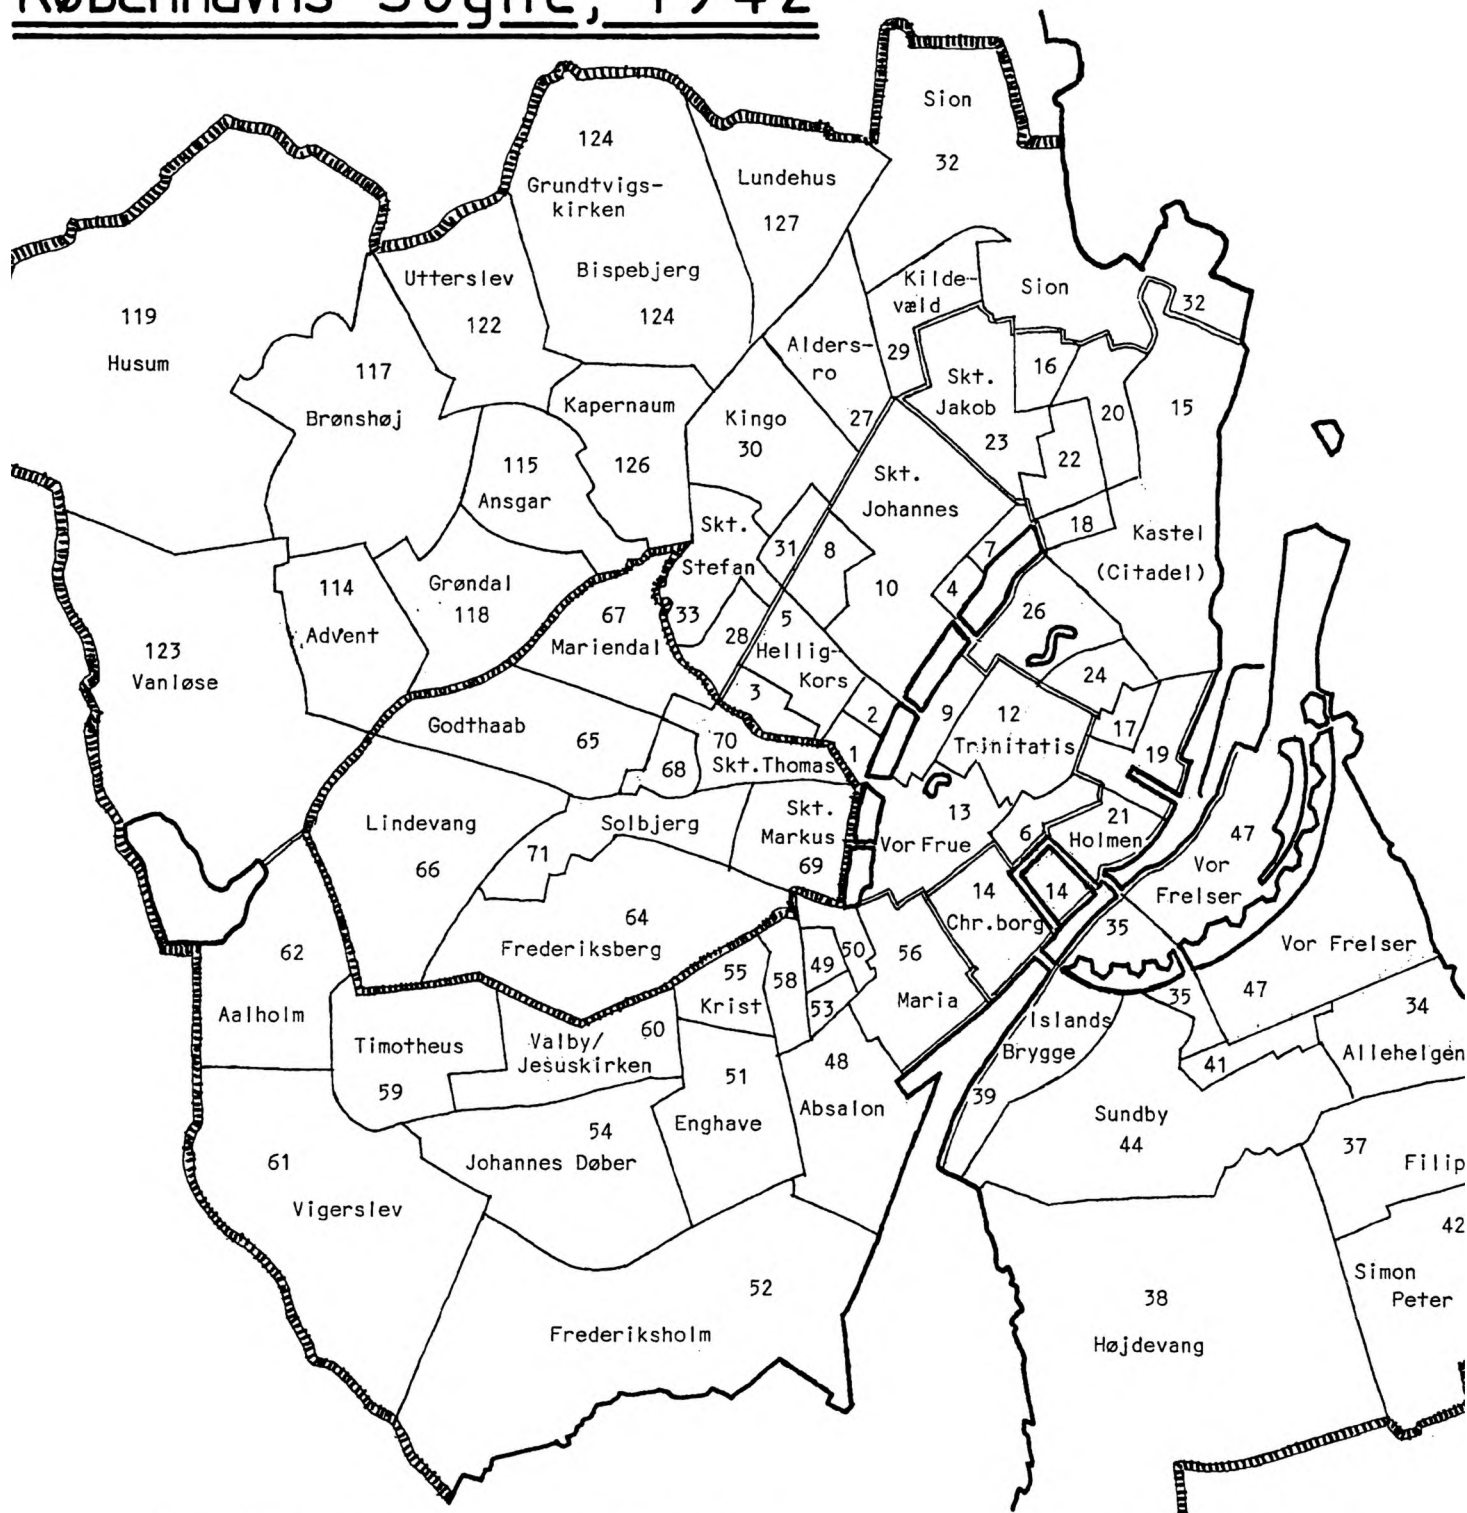 Københavns Sogne, 1942
Sion
32
124
Grundtvigs-
kirken
Lundehus
127
Bispebjerg
124
Utterslev
122
Kilde-
væld
29
Sion
32
119
Husum
117
Brønshøj
Alders-
ro
27
Skt.
Jakob
23
16
20
15
22
18
Kapernaum
126
Kingo
30
115
Ansgar
Skt.
Johannes
10
Skt.
Stefan
33
31
8
7
4
Kastel
(Citadel)
114
Advent
Grøndal
118
67
Mariendal
28
5
Hellig-
Kors
3
2
26
24
123
Vanløse
Godthaab
65
68
70
Skt.Thomas
1
9
12
Trinitatis
17
19
Lindevang
66
71
Solbjerg
Skt.
Markus
69
13
Vor Frue
6
21
Holmen
47
Vor
Frelser
64
Frederiksberg
14
Chr.borg
14
35
Vor Frelser
47
62
Aalholm
55
Krist
58
49
50
53
56
Maria
35
34
Allehelgen
Timotheus
59
Valby/
Jesuskirken
60
51
Enghave
48
Absalon
Islands
Brygge
39
41
Sundby
44
54
Johannes Døber
61
Vigerslev
37
Filip
42
Simon
Peter
52
Frederiksholm
38
Højdevang